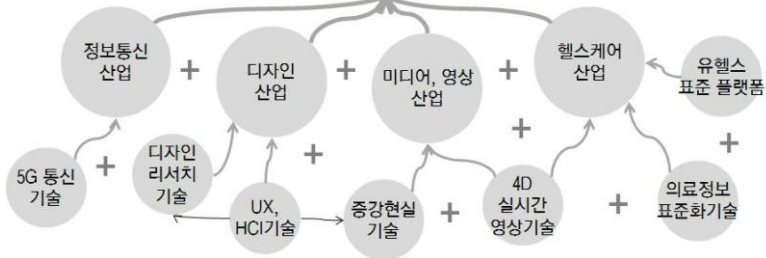 정보통신
산업
+
디자인
산업
+
미디어, 영상
산업
+
헬스케어
산업
유헬스
표준 플랫폼
5G 통신
기술
+
디자인
리서치
기술
+
UX,
HCI기술
증강현실
기술
+
+
4D
실시간
영상기술
+
+
의료정보
표준화기술